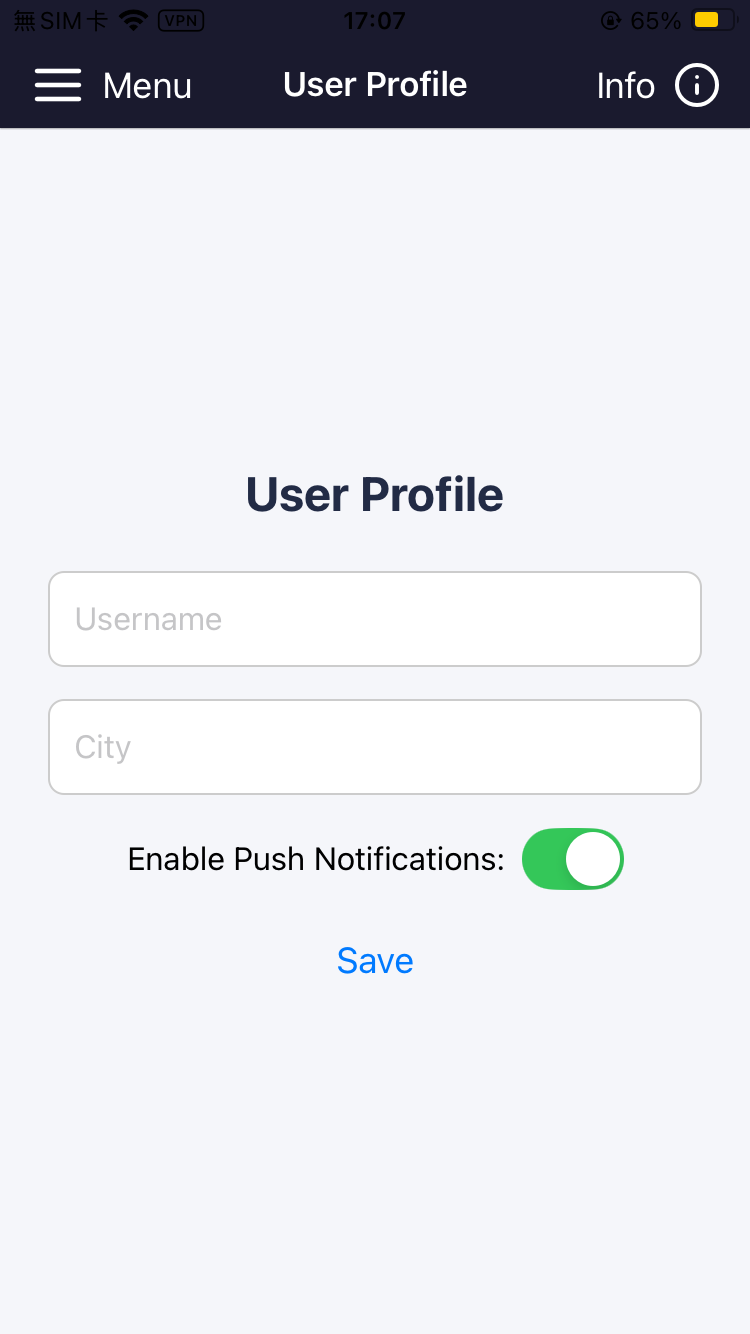 無SIM卡 VPN 17:07 65%
Menu User Profile Info
User Profile
Username
City
Enable Push Notifications:
Save